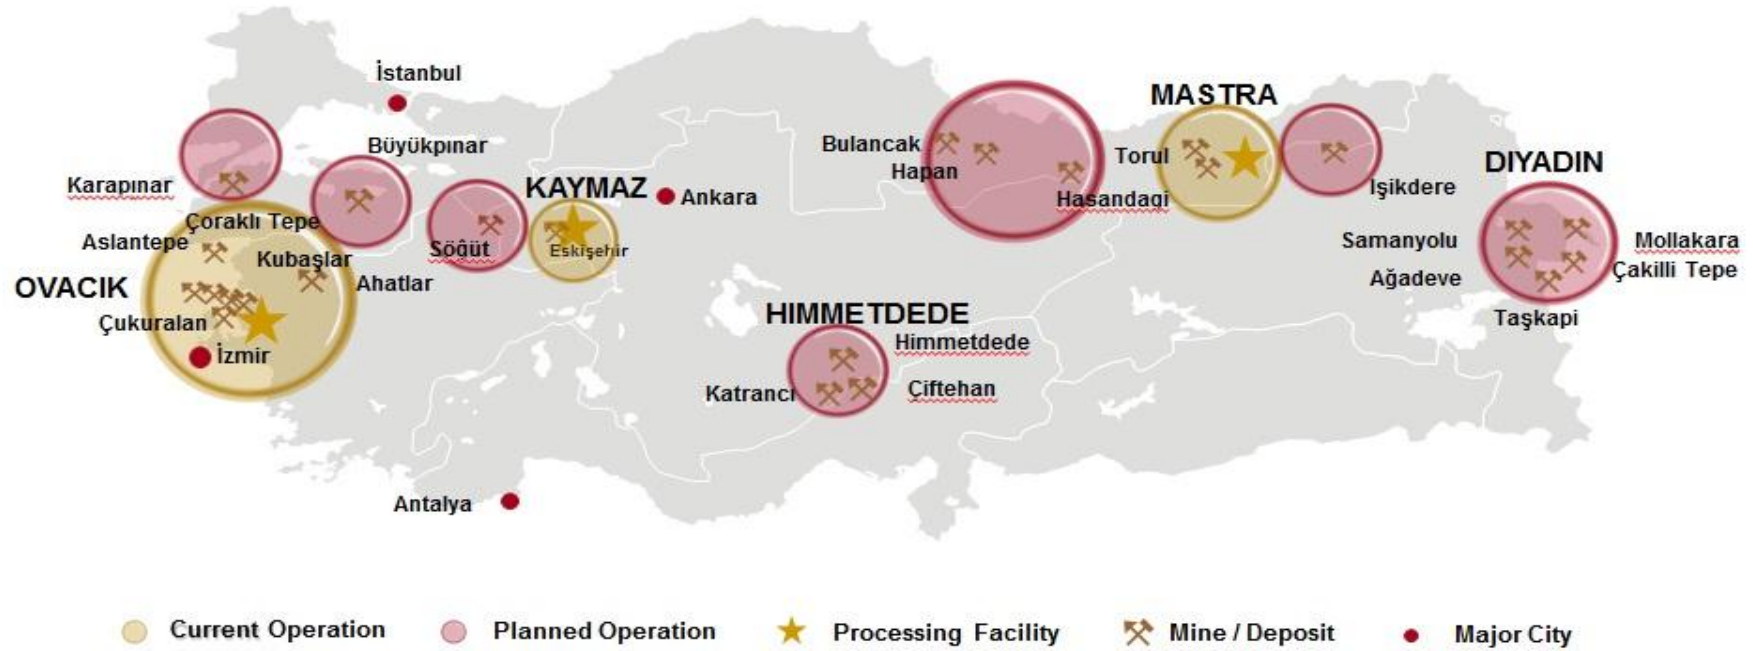 İstanbul
Büyükpınar
Karapınar
Çoraklı Tepe
Aslantepe
Kubaşlar
OVACIK
Ahatlar
Çukuralan
İzmir
Söğüt
KAYMAZ
Eskişehir
Ankara
Antalya
Bulancak
Hapan
Hasandagi
MASTRA
Torul
Işikdere
HIMMETDEDE
Himmetdede
Katranci
Çiftehan
DIYADIN
Samanyolu
Mollakara
Ağadeve
Çakilli Tepe
Taşkapi
Current Operation
Planned Operation
Processing Facility
Mine / Deposit
Major City